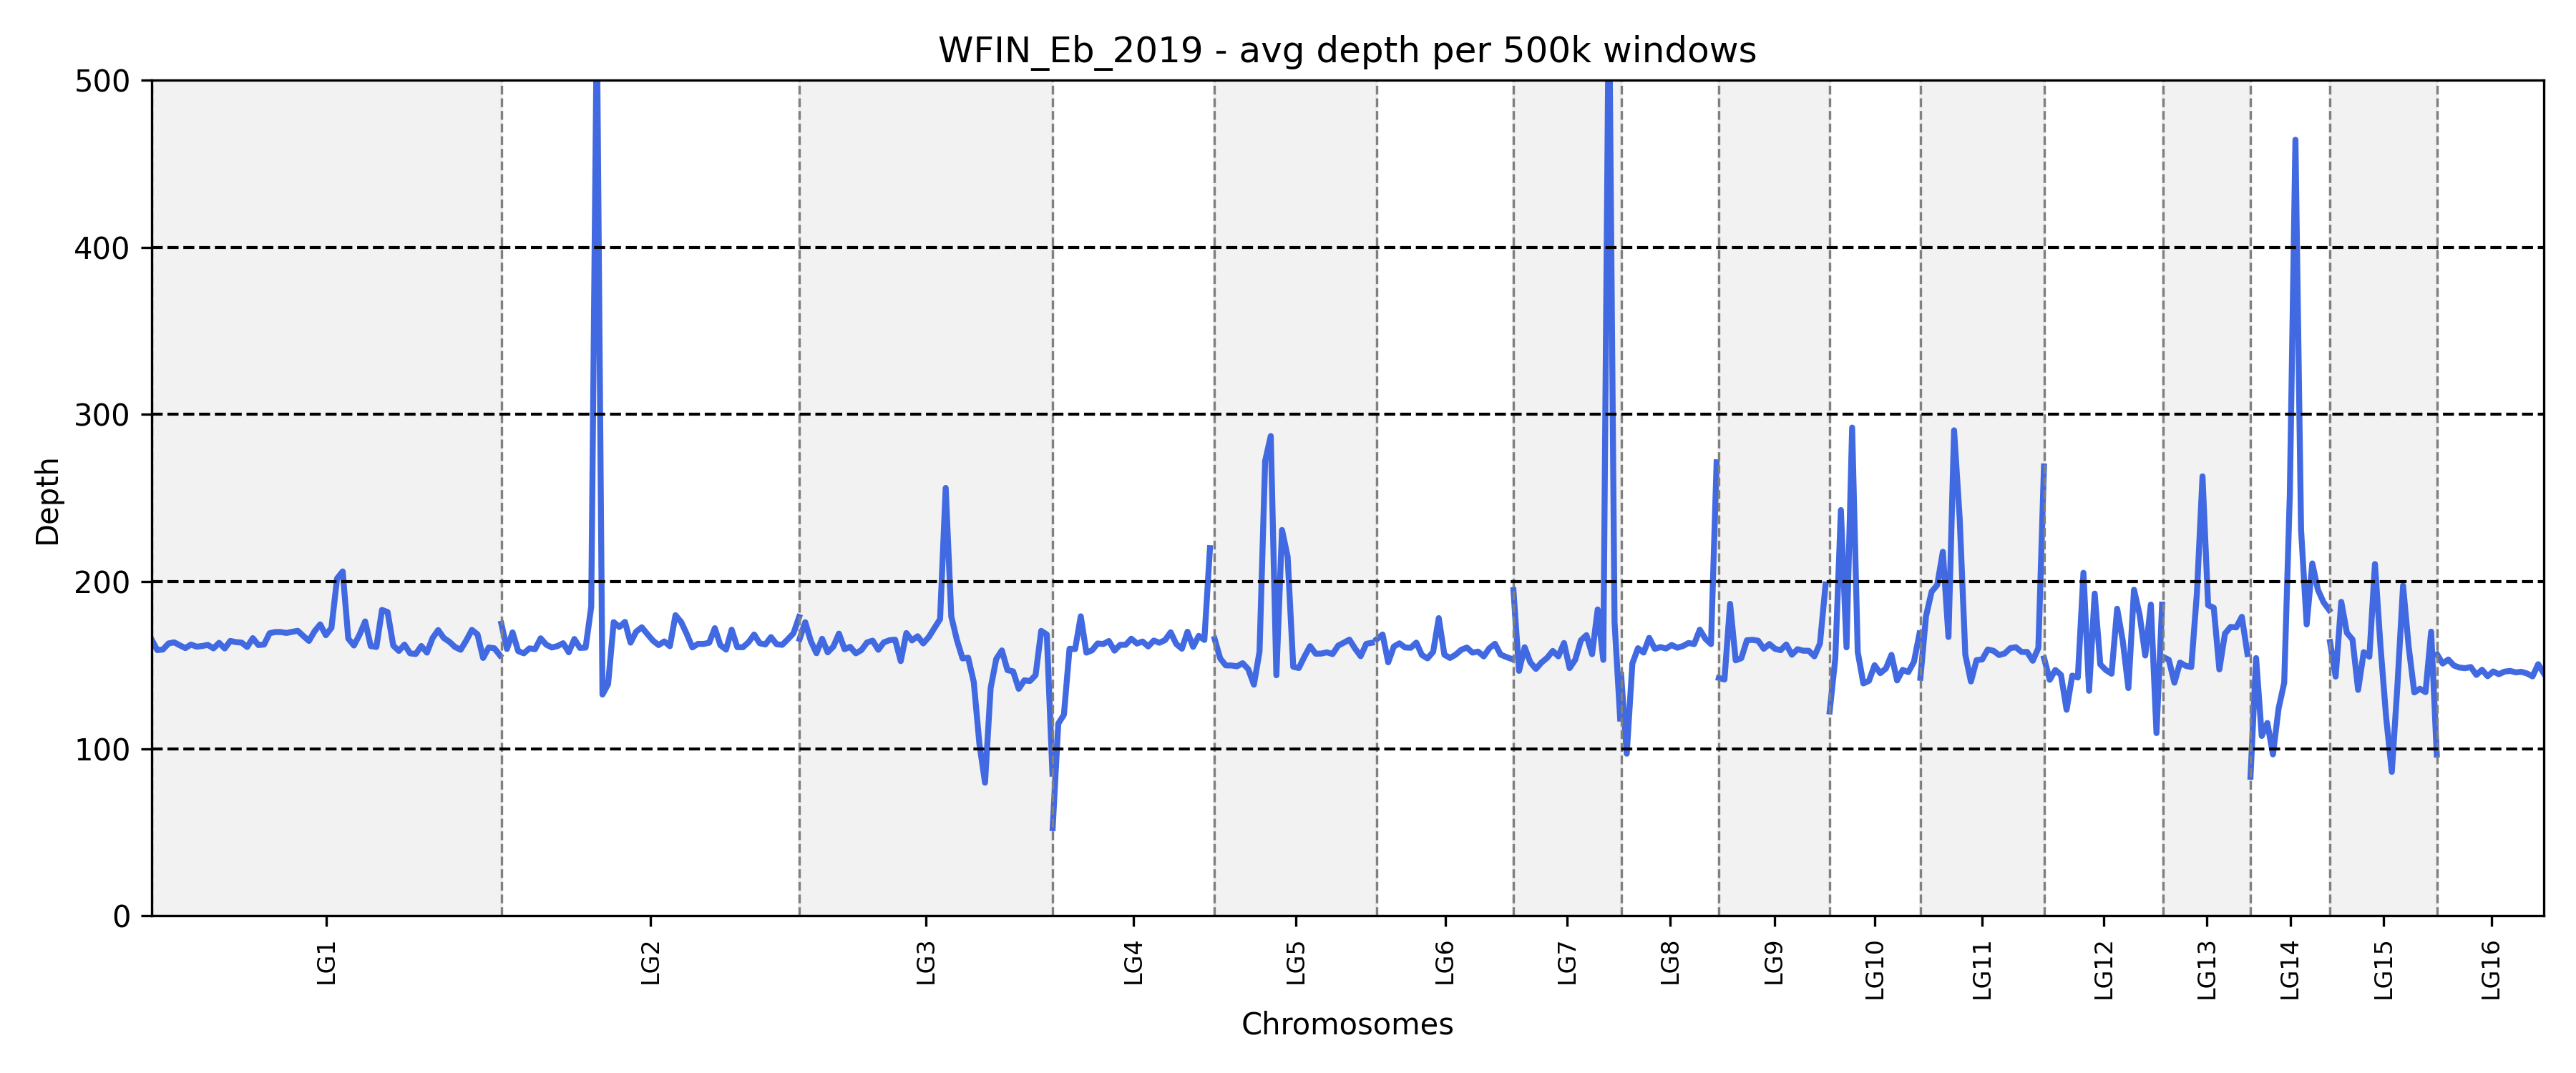 WFIN_Eb_2019 - avg depth per 500k windows
500
400
300
200
100
0
Depth
LG1
LG2
LG3
LG4
LG5
LG6
LG7
LG8
LG9
LG10
LG11
LG12
LG13
LG14
LG15
LG16
Chromosomes